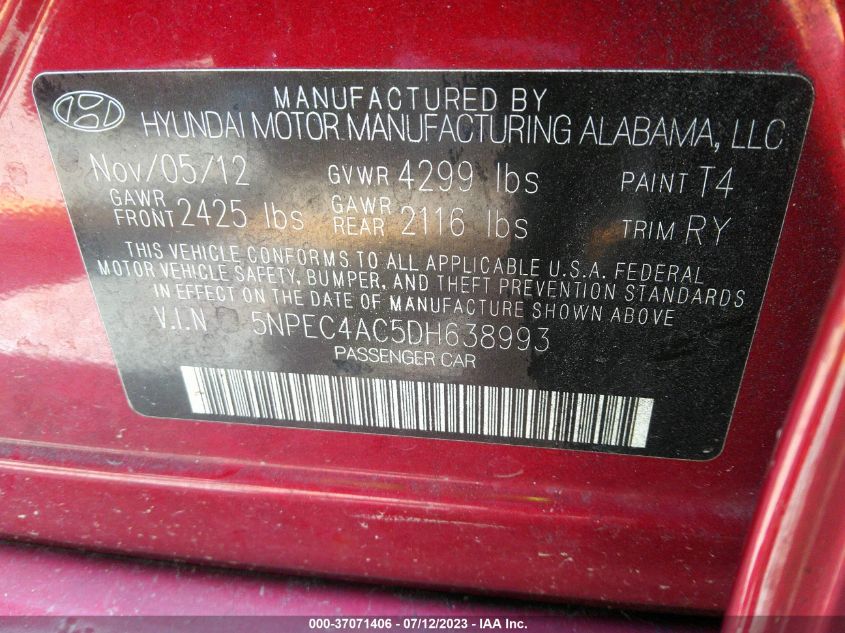 MANUFACTURED BY
HYUNDAI MOTOR MANUFACTURING ALABAMA, LLC
Nov/05/12 GVWR 4299 lbs PAINT T4
GAWR FRONT 2425 lbs GAWR REAR 2116 lbs TRIM RY
THIS VEHICLE CONFORMS TO ALL APPLICABLE U.S.A. FEDERAL
MOTOR VEHICLE SAFETY, BUMPER, AND THEFT PREVENTION STANDARDS
IN EFFECT ON THE DATE OF MANUFACTURE SHOWN ABOVE
V.I.N 5NPEC4AC5DH638993
PASSENGER CAR
000-37071406 - 07/12/2023 - IAA Inc.